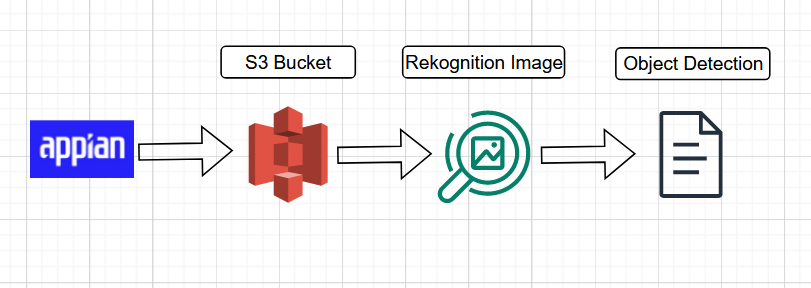 S3 Bucket
Rekognition Image
Object Detection
appian